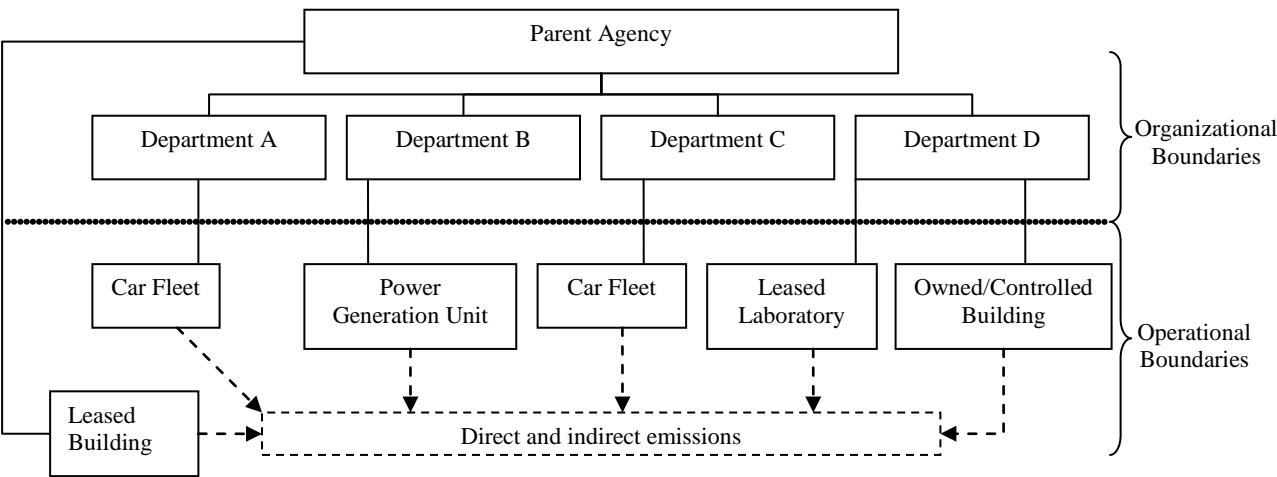 Parent Agency
Department A
Department B
Department C
Department D
Organizational
Boundaries
Car Fleet
Power
Generation Unit
Car Fleet
Leased
Laboratory
Owned/Controlled
Building
Operational
Boundaries
Leased
Building
Direct and indirect emissions